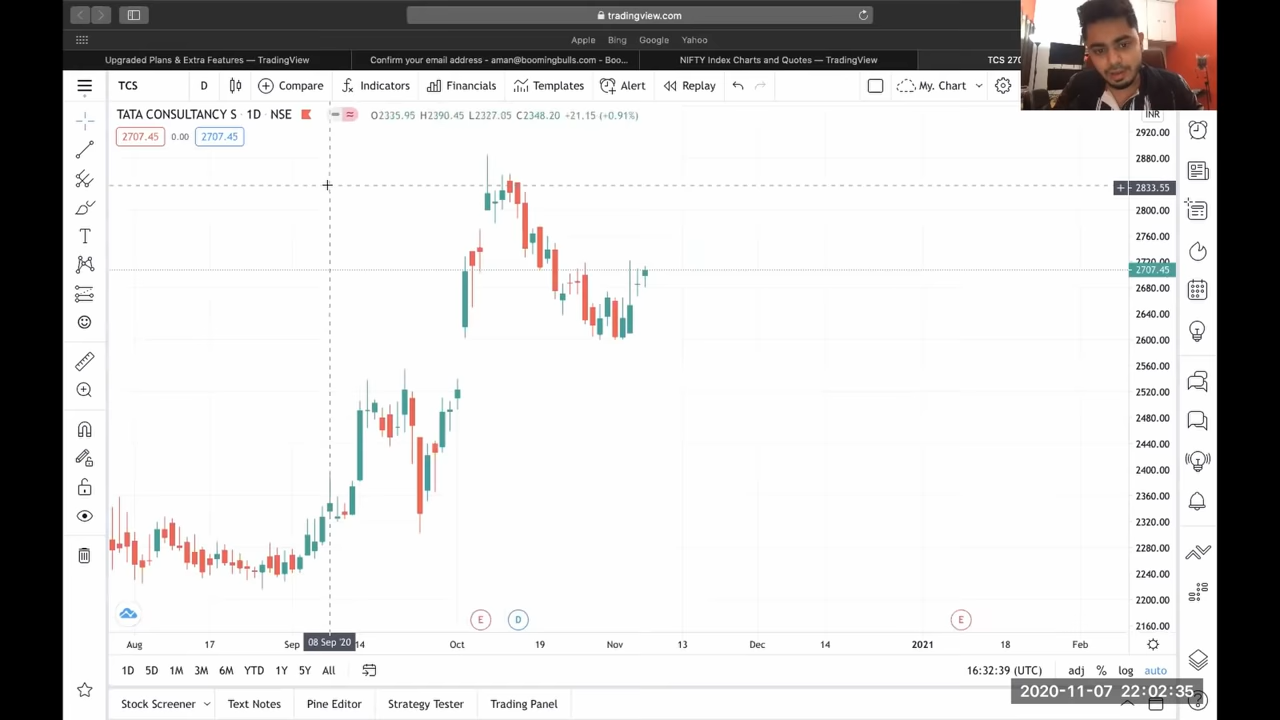 tradingview.com
Apple Bing Google Yahoo
Upgraded Plans & Extra Features — TradingView
Confirm your email address - aman@boomingbulls.com - Boo...
NIFTY Index Charts and Quotes — TradingView
TCS 270
TCS D Compare Indicators Financials Templates Alert Replay My. Chart
TATA CONSULTANCY S · 1D · NSE O2335.95 H2390.45 L2327.05 C2348.20 +21.15 (+0.91%)
INR
2707.45 0.00 2707.45
2920.00
2880.00
2833.55
2800.00
2760.00
2720.00
2707.45
2680.00
2640.00
2600.00
2560.00
2520.00
2480.00
2440.00
2400.00
2360.00
2320.00
2280.00
2240.00
2200.00
2160.00
E D E
Aug 17 Sep 08 Sep '20 14 Oct 19 Nov 13 Dec 14 2021 18 Feb
1D 5D 1M 3M 6M YTD 1Y 5Y All 16:32:39 (UTC) adj % log auto
2020-11-07 22:02:35
Stock Screener Text Notes Pine Editor Strategy Tester Trading Panel